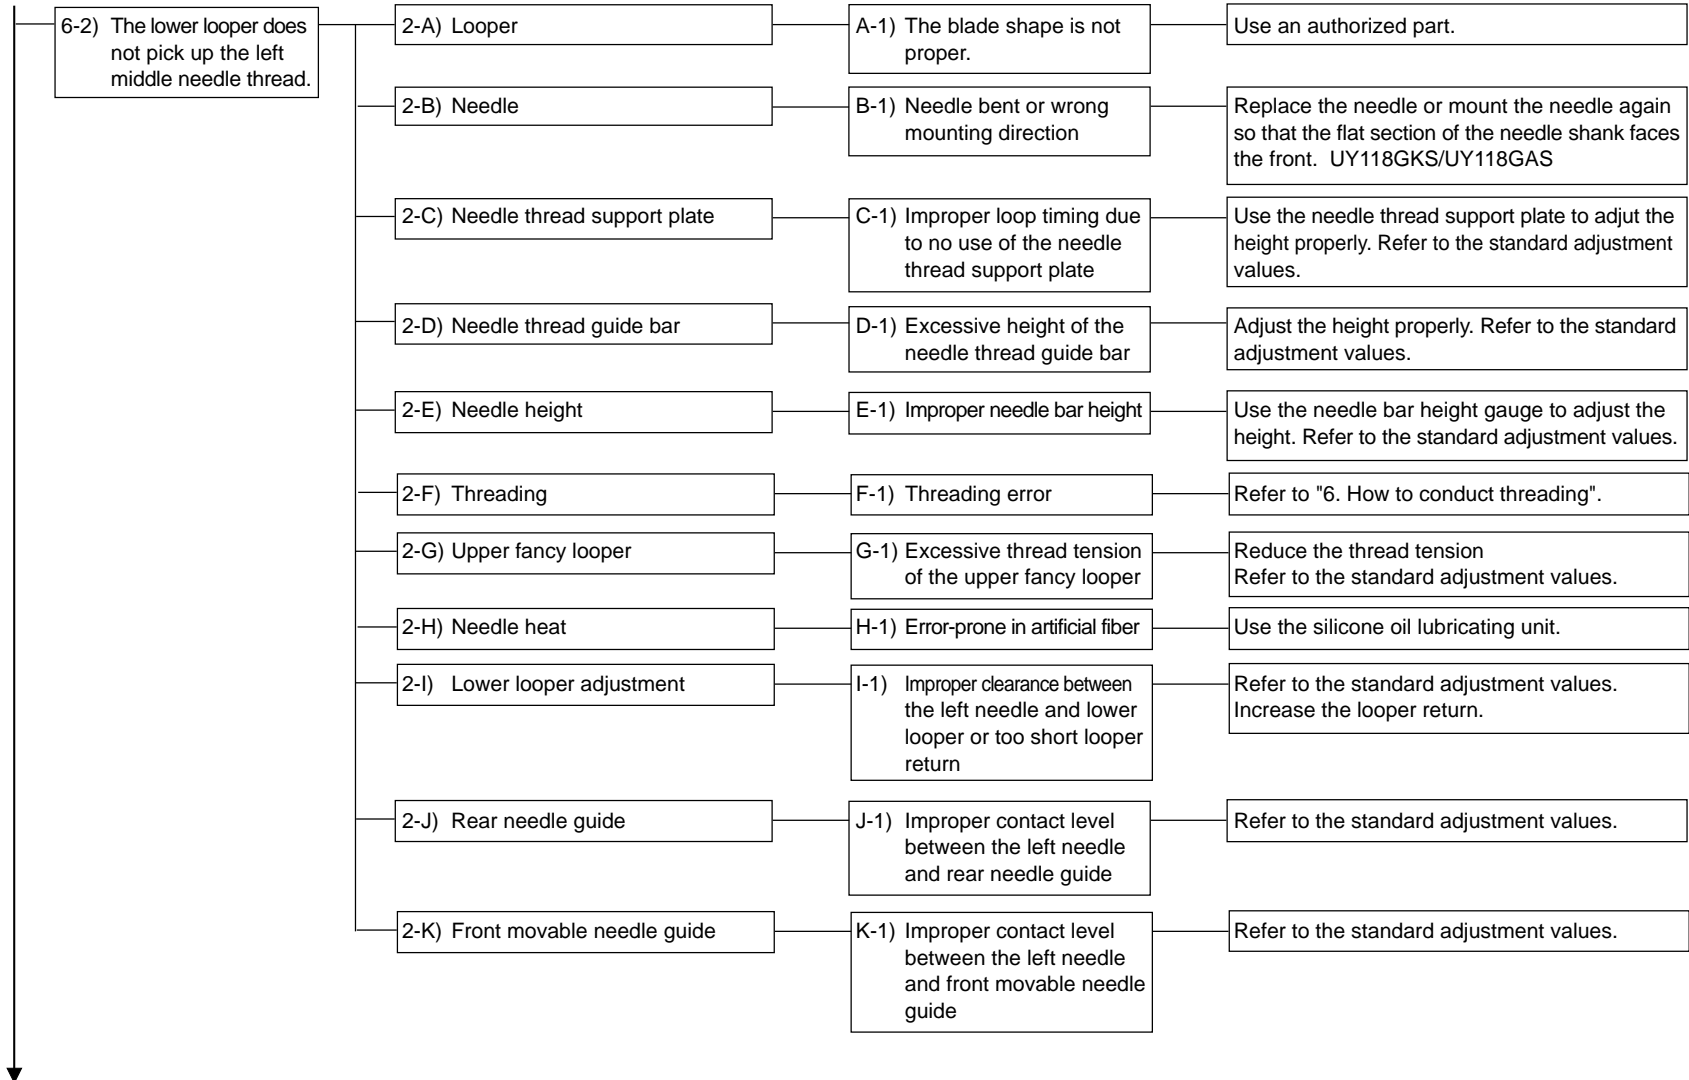 6-2) The lower looper does
not pick up the left
middle needle thread.
2-A) Looper
A-1) The blade shape is not
proper.
Use an authorized part.
2-B) Needle
B-1) Needle bent or wrong
mounting direction
Replace the needle or mount the needle again
so that the flat section of the needle shank faces
the front. UY118GKS/UY118GAS
2-C) Needle thread support plate
C-1) Improper loop timing due
to no use of the needle
thread support plate
Use the needle thread support plate to adjut the
height properly. Refer to the standard adjustment
values.
2-D) Needle thread guide bar
D-1) Excessive height of the
needle thread guide bar
Adjust the height properly. Refer to the standard
adjustment values.
2-E) Needle height
E-1) Improper needle bar height
Use the needle bar height gauge to adjust the
height. Refer to the standard adjustment values.
2-F) Threading
F-1) Threading error
Refer to "6. How to conduct threading".
2-G) Upper fancy looper
G-1) Excessive thread tension
of the upper fancy looper
Reduce the thread tension
Refer to the standard adjustment values.
2-H) Needle heat
H-1) Error-prone in artificial fiber
Use the silicone oil lubricating unit.
2-I) Lower looper adjustment
I-1) Improper clearance between
the left needle and lower
looper or too short looper
return
Refer to the standard adjustment values.
Increase the looper return.
2-J) Rear needle guide
J-1) Improper contact level
between the left needle
and rear needle guide
Refer to the standard adjustment values.
2-K) Front movable needle guide
K-1) Improper contact level
between the left needle
and front movable needle
guide
Refer to the standard adjustment values.